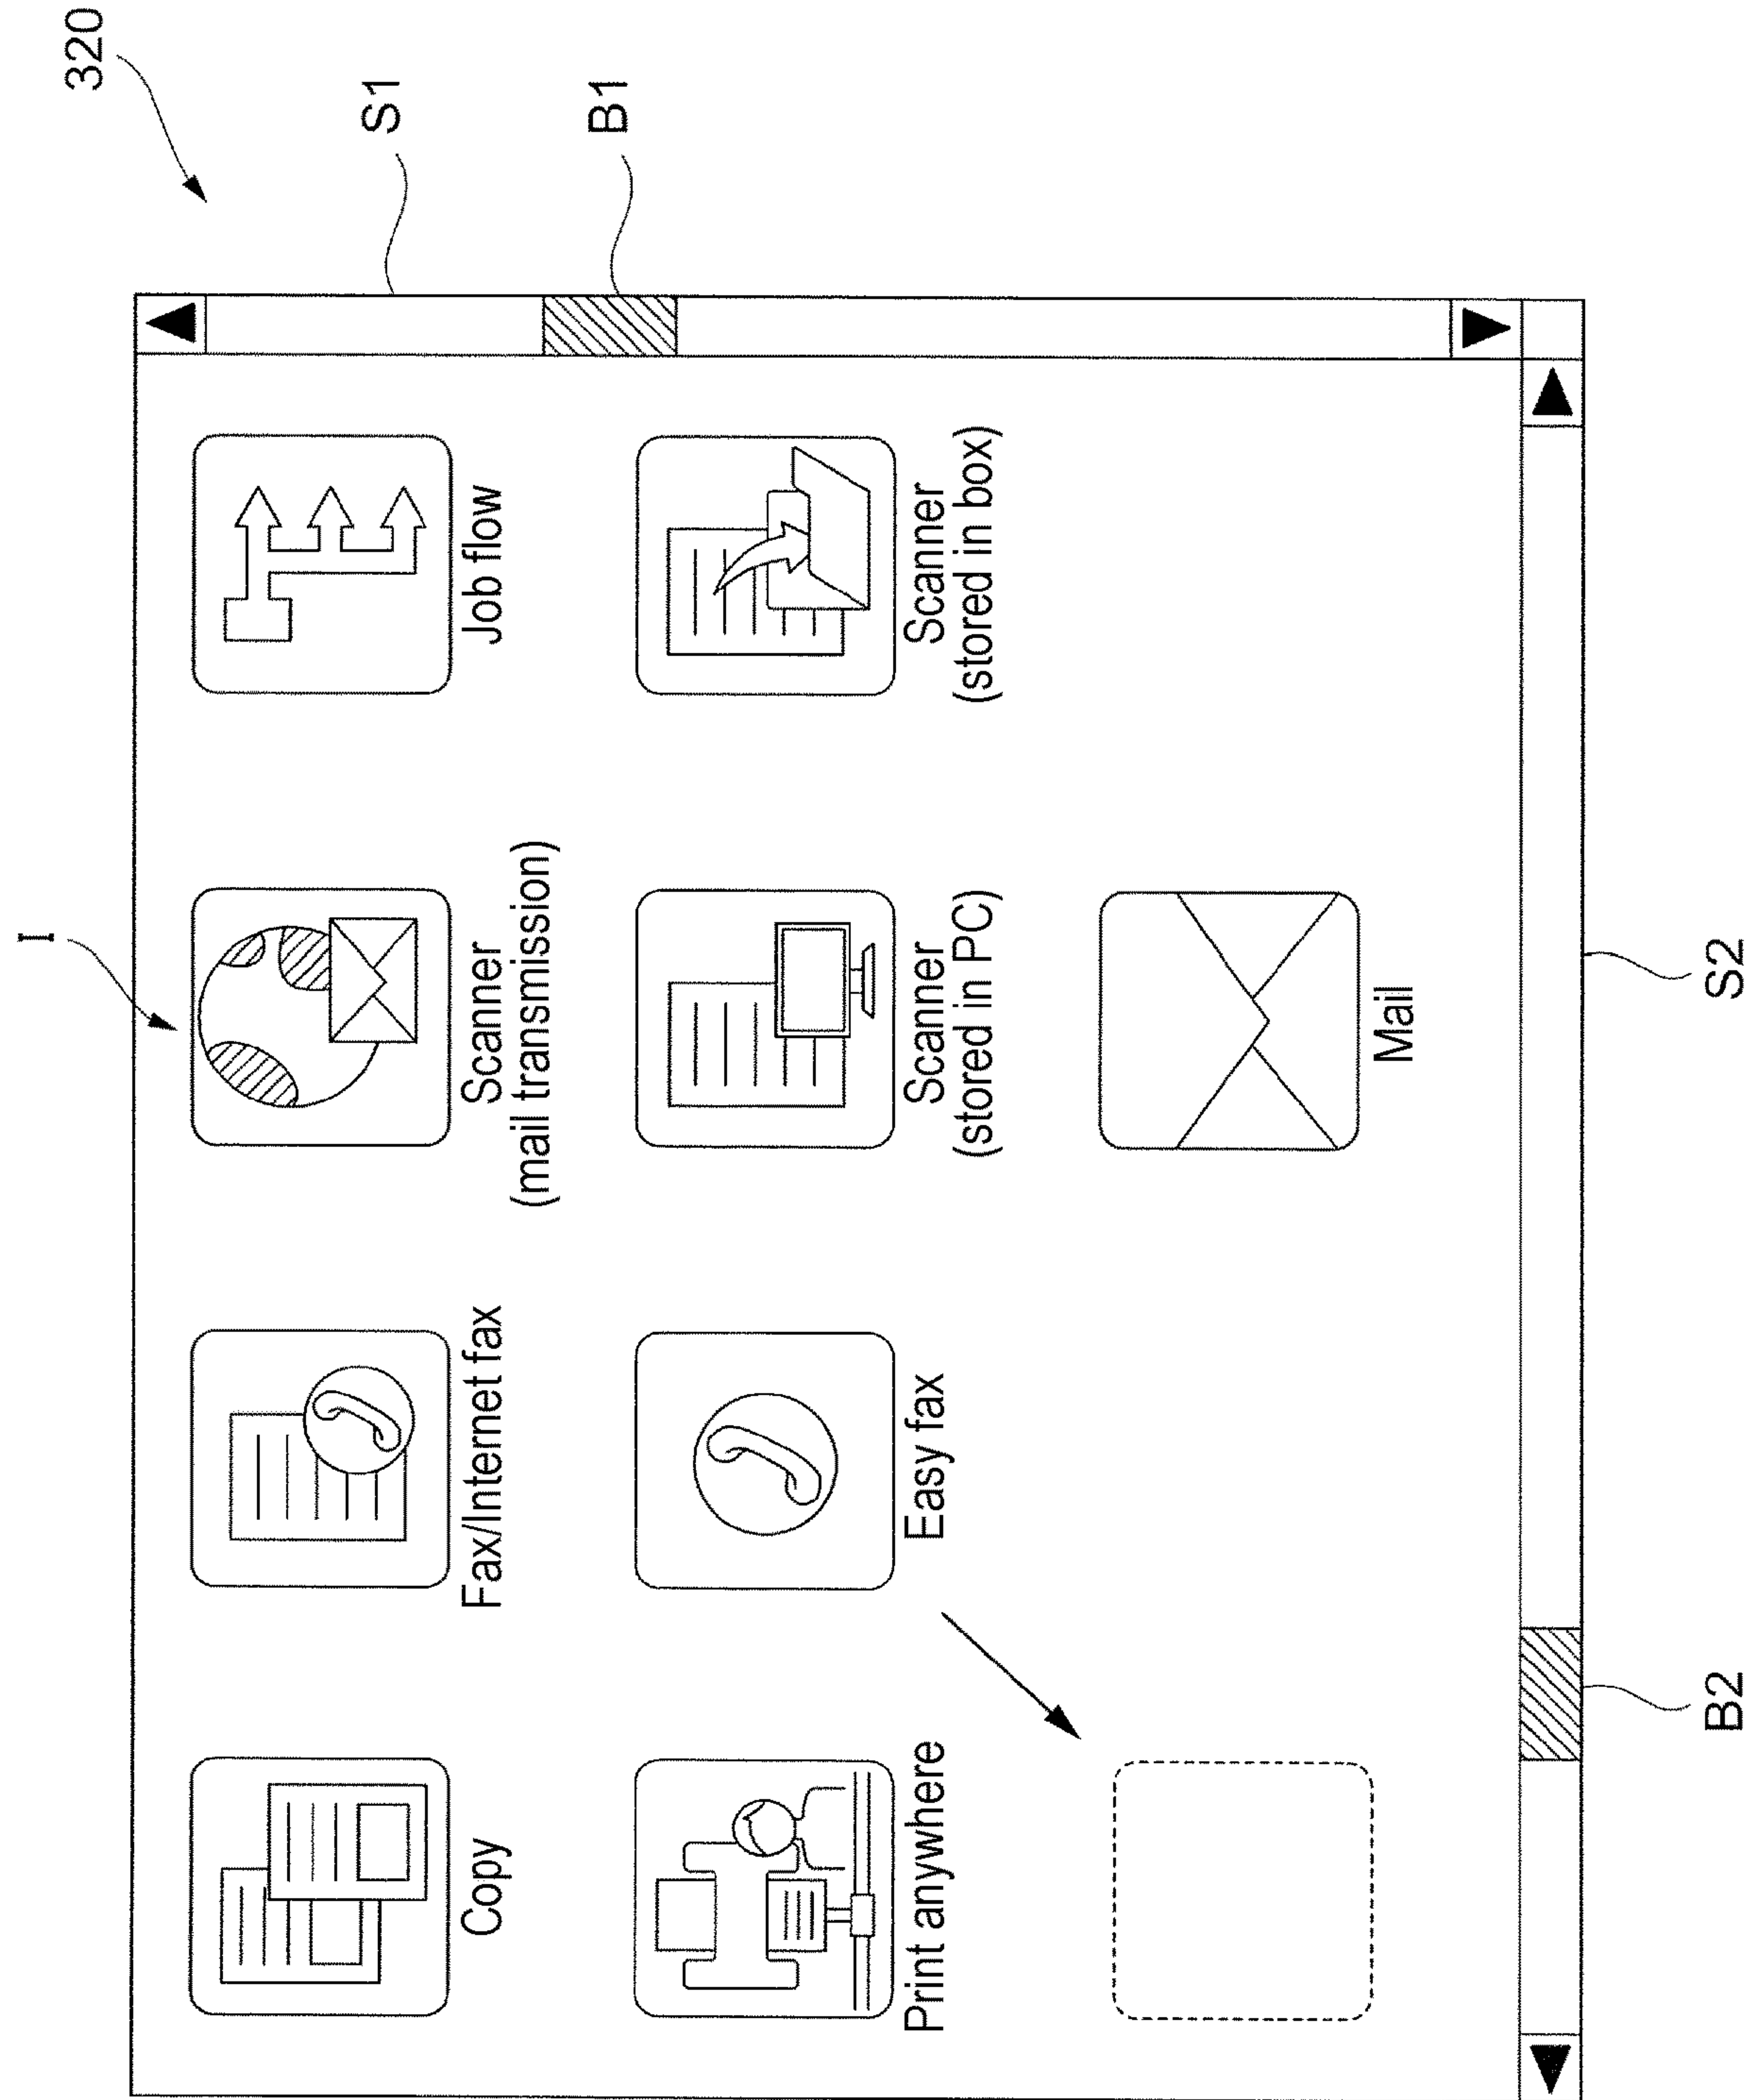 320
I
S1
B1
Copy
Fax/Internet fax
Scanner
(mail transmission)
Job flow
Print anywhere
Easy fax
Scanner
(stored in PC)
Scanner
(stored in box)
Mail
B2
S2